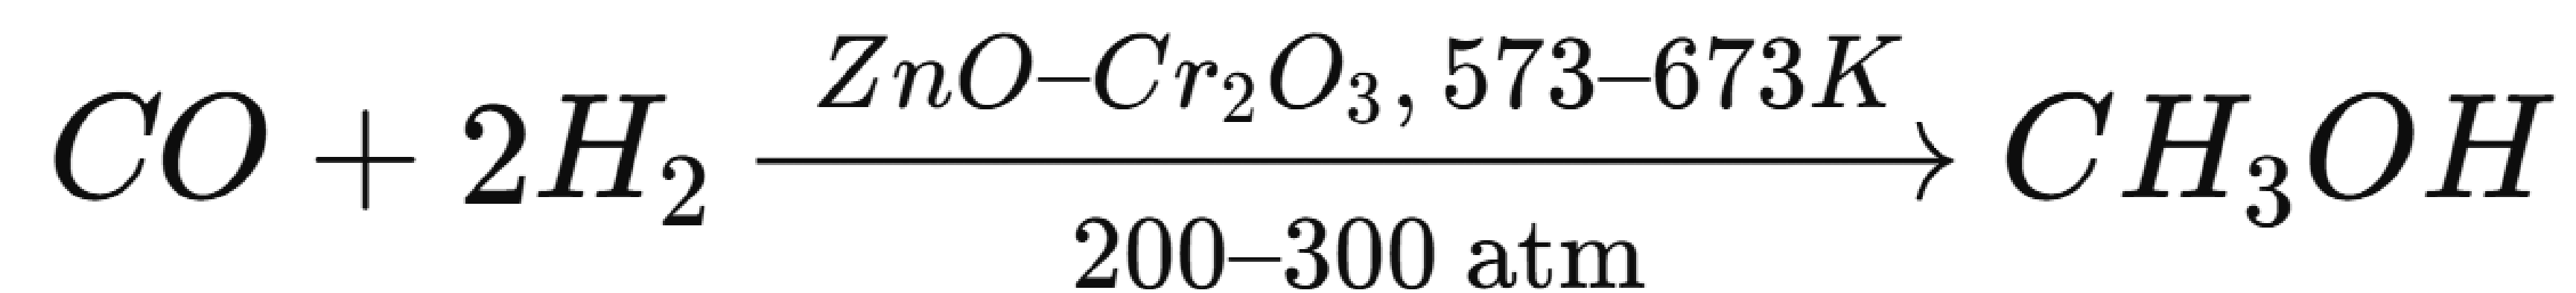 ZnO–Cr₂O₃, 573–673K
CO + 2H₂ ⟶ CH₃OH
200–300 atm